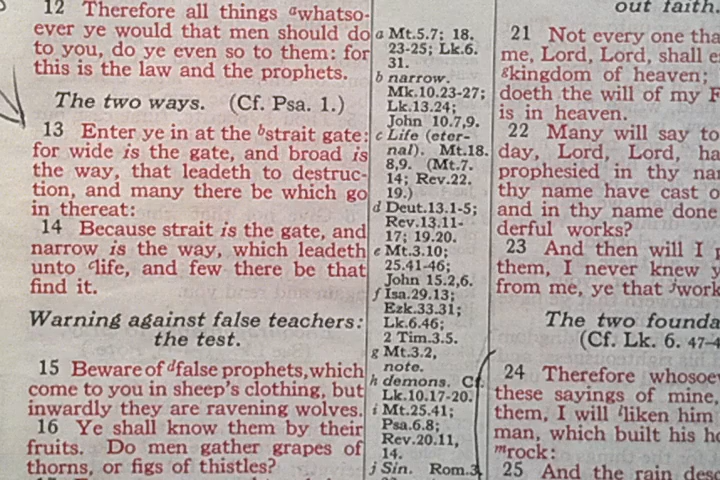 12 Therefore all things ᵃwhatso-
ever ye would that men should do
to you, do ye even so to them: for
this is the law and the prophets.
The two ways. (Cf. Psa. 1.)
13 Enter ye in at the ᵇstrait gate:
for wide is the gate, and broad is
the way, that leadeth to destruc-
tion, and many there be which go
in thereat:
14 Because strait is the gate, and
narrow is the way, which leadeth
unto ᶜlife, and few there be that
find it.
Warning against false teachers:
the test.
15 Beware of ᵈfalse prophets, which
come to you in sheep's clothing, but
inwardly they are ravening wolves.
16 Ye shall know them by their
fruits. Do men gather grapes of
thorns, or figs of thistles?
a Mt.5.7; 18.
23-25; Lk.6.
31.
b narrow.
Mk.10.23-27;
Lk.13.24;
John 10.7,9.
c Life (eter-
nal). Mt.18.
8,9. (Mt.7.
14; Rev.22.
19.)
d Deut.13.1-5;
Rev.13.11-
17; 19.20.
e Mt.3.10;
25.41-46;
John 15.2,6.
f Isa.29.13;
Ezk.33.31;
Lk.6.46;
2 Tim.3.5.
g Mt.3.2,
note.
h demons. Cf.
Lk.10.17-20.
i Mt.25.41;
Psa.6.8;
Rev.20.11,
14.
j Sin. Rom.3.
out faith.
21 Not every one tha
me, Lord, Lord, shall e
ᵍkingdom of heaven;
doeth the will of my F
is in heaven.
22 Many will say to
day, Lord, Lord, ha
prophesied in thy na
thy name have cast o
and in thy name done
derful works?
23 And then will I p
them, I never knew y
from me, ye that ʲwork
The two founda
(Cf. Lk. 6. 47-4
24 Therefore whosoev
these sayings of mine,
them, I will ˡliken him
man, which built his ho
ᵐrock:
25 And the rain desc